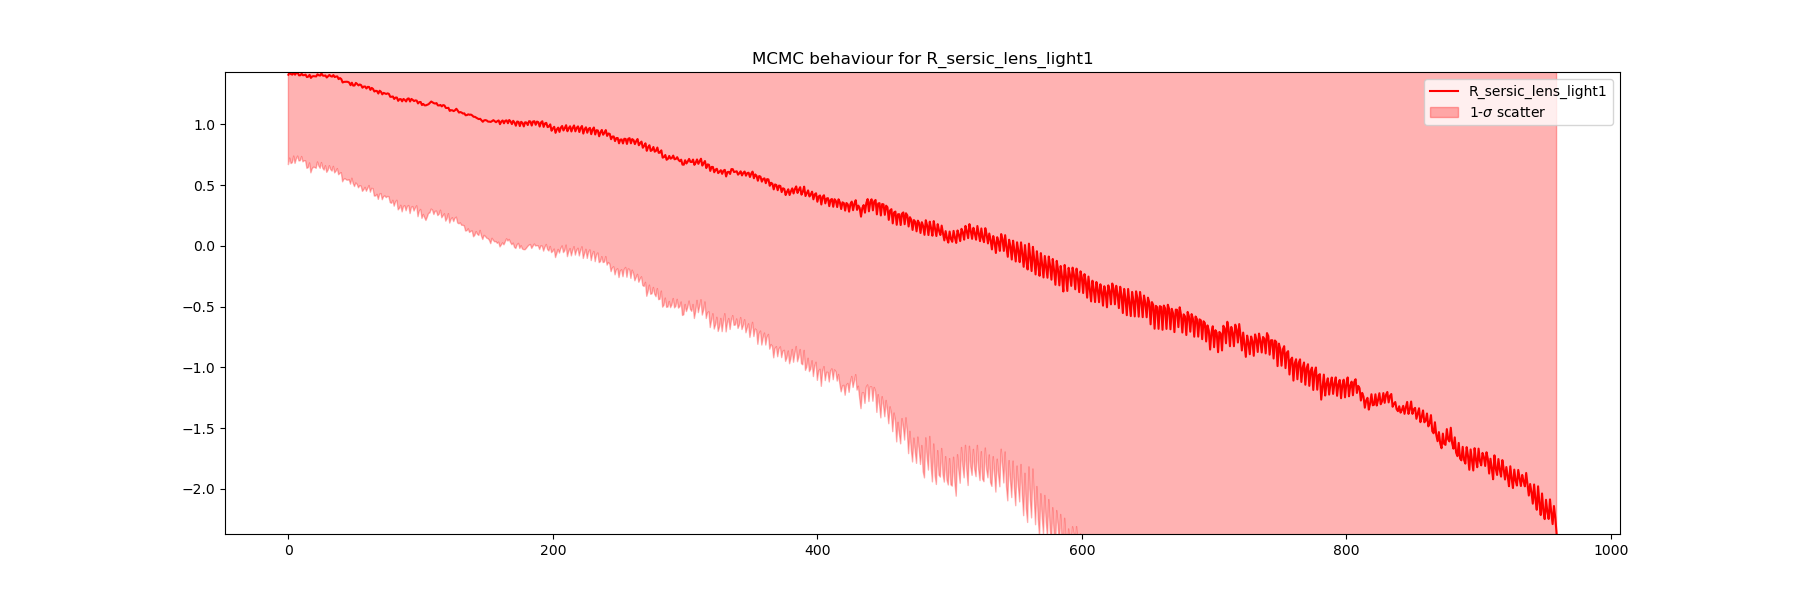 MCMC behaviour for R_sersic_lens_light1
R_sersic_lens_light1
1-σ scatter
1.0
0.5
0.0
−0.5
−1.0
−1.5
−2.0
0 200 400 600 800 1000